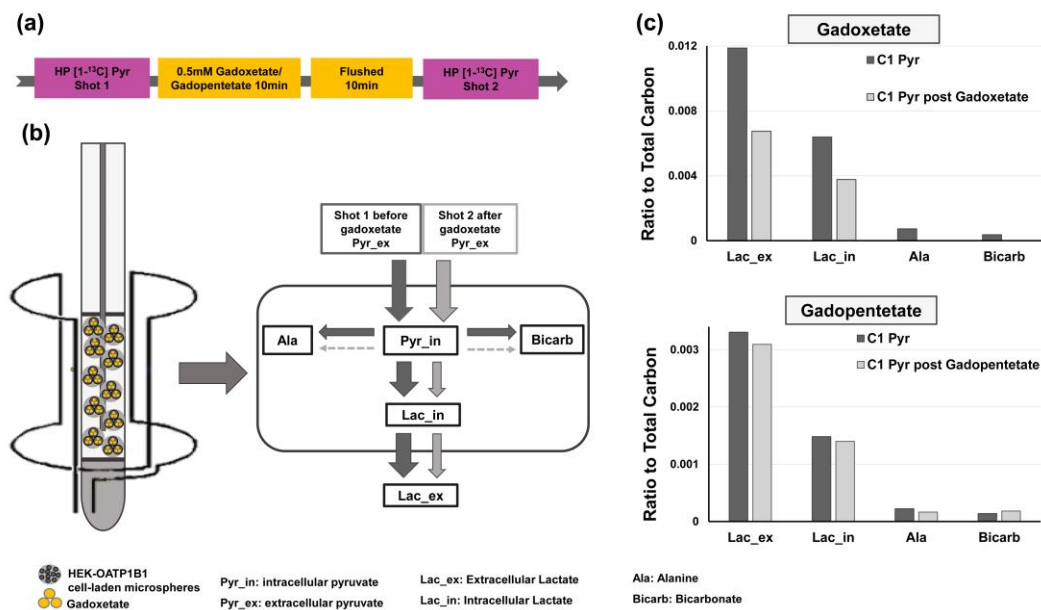 (a)
HP [1-¹³C] Pyr
Shot 1
0.5mM Gadoxetate/
Gadopentetate 10min
Flushed
10min
HP [1-¹³C] Pyr
Shot 2
(b)
Shot 1 before
gadoxetate
Pyr_ex
Shot 2 after
gadoxetate
Pyr_ex
Ala
Pyr_in
Bicarb
Lac_in
Lac_ex
HEK-OATP1B1
cell-laden microspheres
Gadoxetate
Pyr_in: intracellular pyruvate
Pyr_ex: extracellular pyruvate
Lac_ex: Extracellular Lactate
Lac_in: Intracellular Lactate
Ala: Alanine
Bicarb: Bicarbonate
(c)
Gadoxetate
Ratio to Total Carbon
0.012
0.008
0.004
0
C1 Pyr
C1 Pyr post Gadoxetate
Lac_ex
Lac_in
Ala
Bicarb
Gadopentetate
Ratio to Total Carbon
0.003
0.002
0.001
0
C1 Pyr
C1 Pyr post Gadopentetate
Lac_ex
Lac_in
Ala
Bicarb